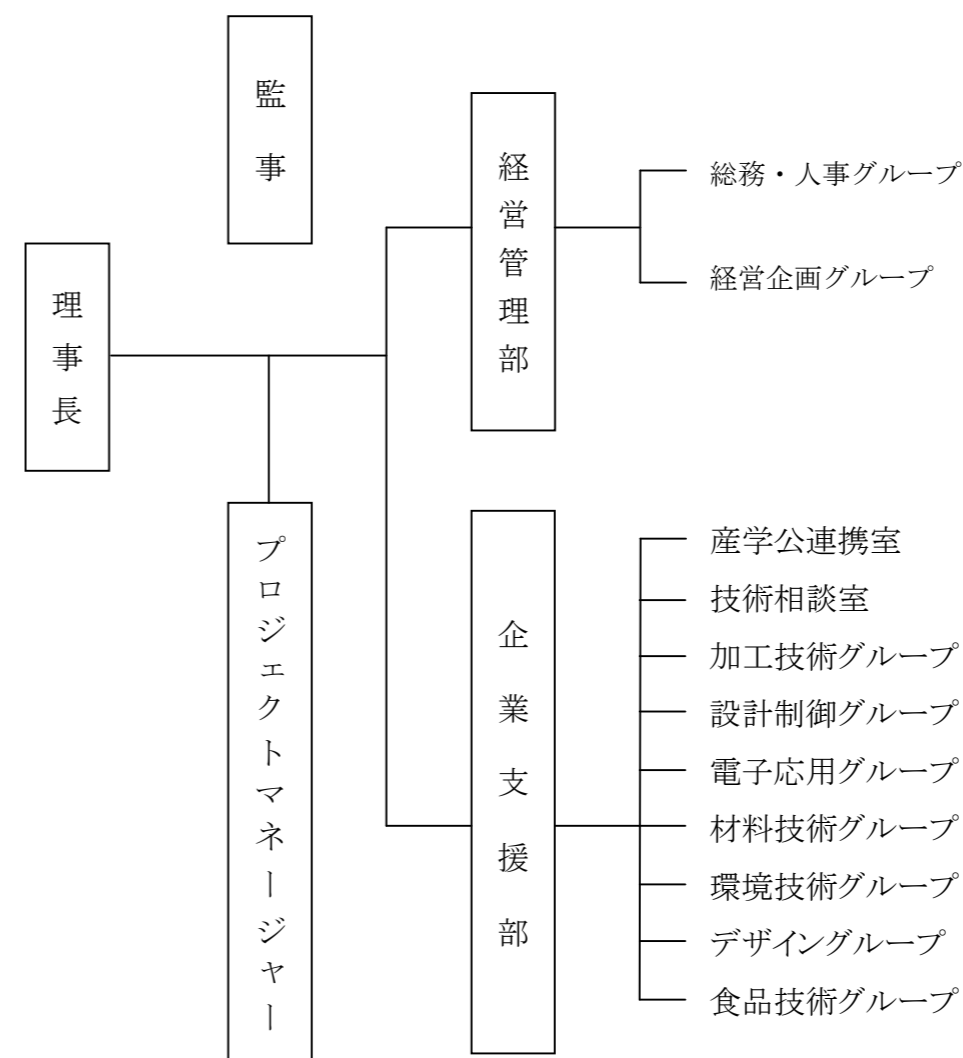 監事
理事長
プロジェクトマネージャー
経営管理部
総務・人事グループ
経営企画グループ
企業支援部
産学公連携室
技術相談室
加工技術グループ
設計制御グループ
電子応用グループ
材料技術グループ
環境技術グループ
デザイングループ
食品技術グループ